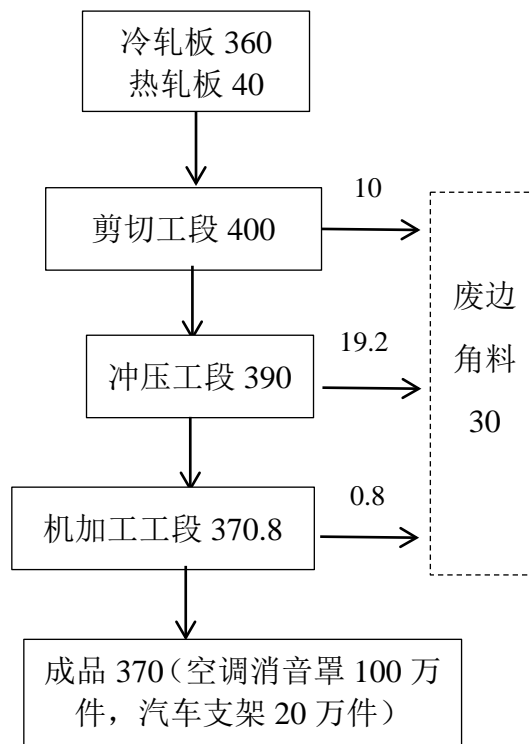 冷轧板 360
热轧板 40
10
剪切工段 400
废边
角料
30
19.2
冲压工段 390
0.8
机加工工段 370.8
成品 370（空调消音罩 100 万
件，汽车支架 20 万件）